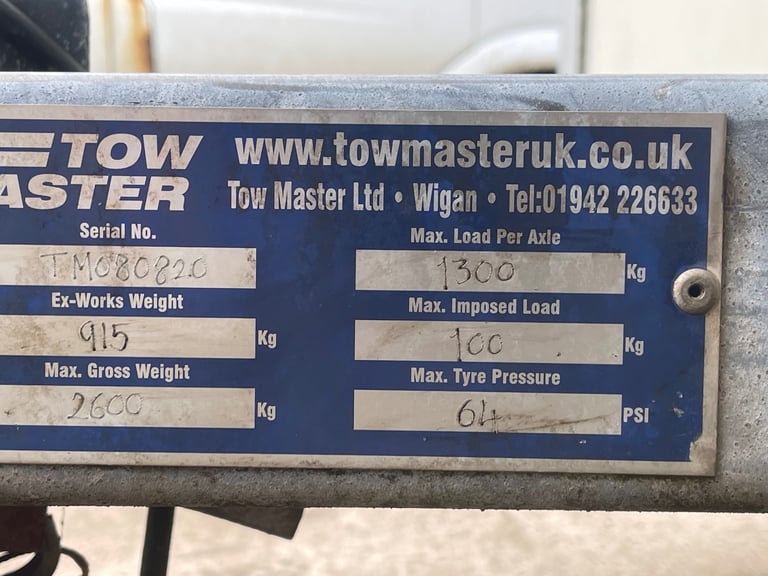 TOW
ASTER
www.towmasteruk.co.uk
Tow Master Ltd • Wigan • Tel:01942 226633
Serial No.
TM080820
Ex-Works Weight
915 Kg
Max. Gross Weight
2600 Kg
Max. Load Per Axle
1300 Kg
Max. Imposed Load
100 Kg
Max. Tyre Pressure
64 PSI